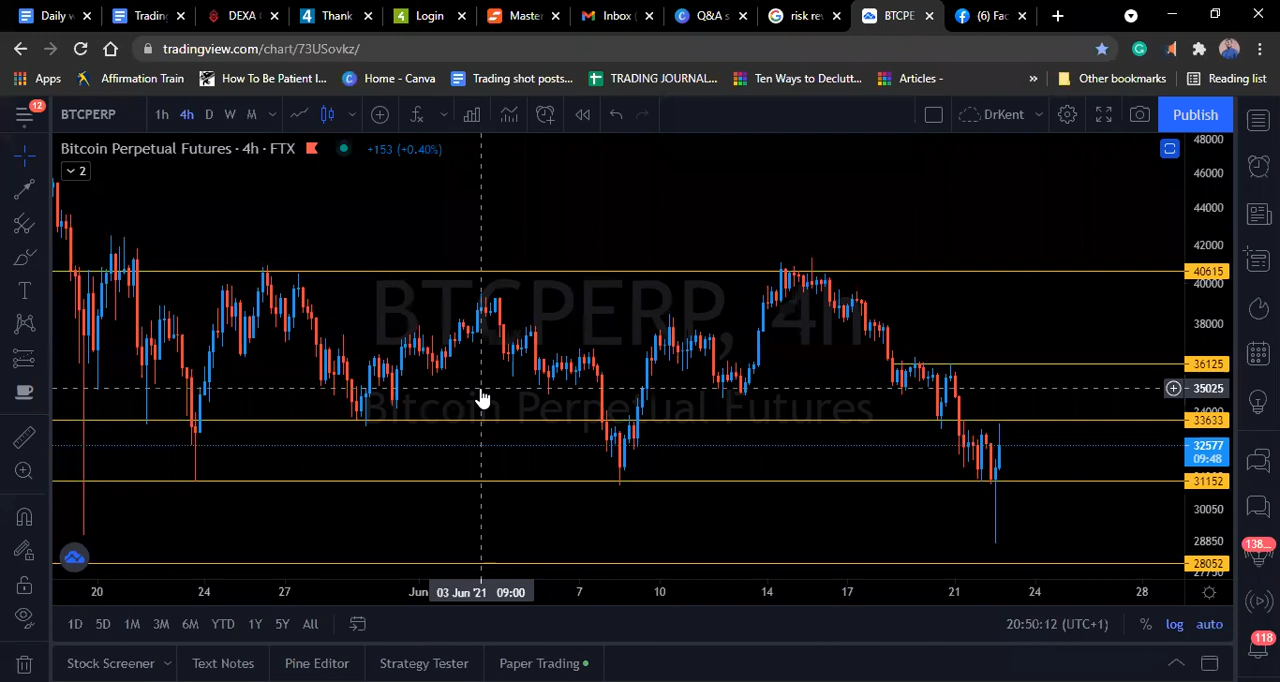 Daily v
Trading
DEXA C
Thank
Login
Master
Inbox (
Q&A s
risk rev
BTCPE
(6) Fac
tradingview.com/chart/73USovkz/
Apps
Affirmation Train
How To Be Patient I...
Home - Canva
Trading shot posts...
TRADING JOURNAL...
Ten Ways to Declutt...
Articles -
»
Other bookmarks
Reading list
12
BTCPERP
1h
4h
D
W
M
DrKent
Publish
Bitcoin Perpetual Futures · 4h · FTX
+153 (+0.40%)
2
BTCPERP, 4h
Bitcoin Perpetual Futures
48000
46000
44000
42000
40615
40000
38000
36125
35025
34000
33633
32577
09:48
31152
30050
28850
28052
27750
20
24
27
June
03 Jun '21 09:00
7
10
14
17
21
24
28
1D
5D
1M
3M
6M
YTD
1Y
5Y
All
20:50:12 (UTC+1)
%
log
auto
138...
118
Stock Screener
Text Notes
Pine Editor
Strategy Tester
Paper Trading